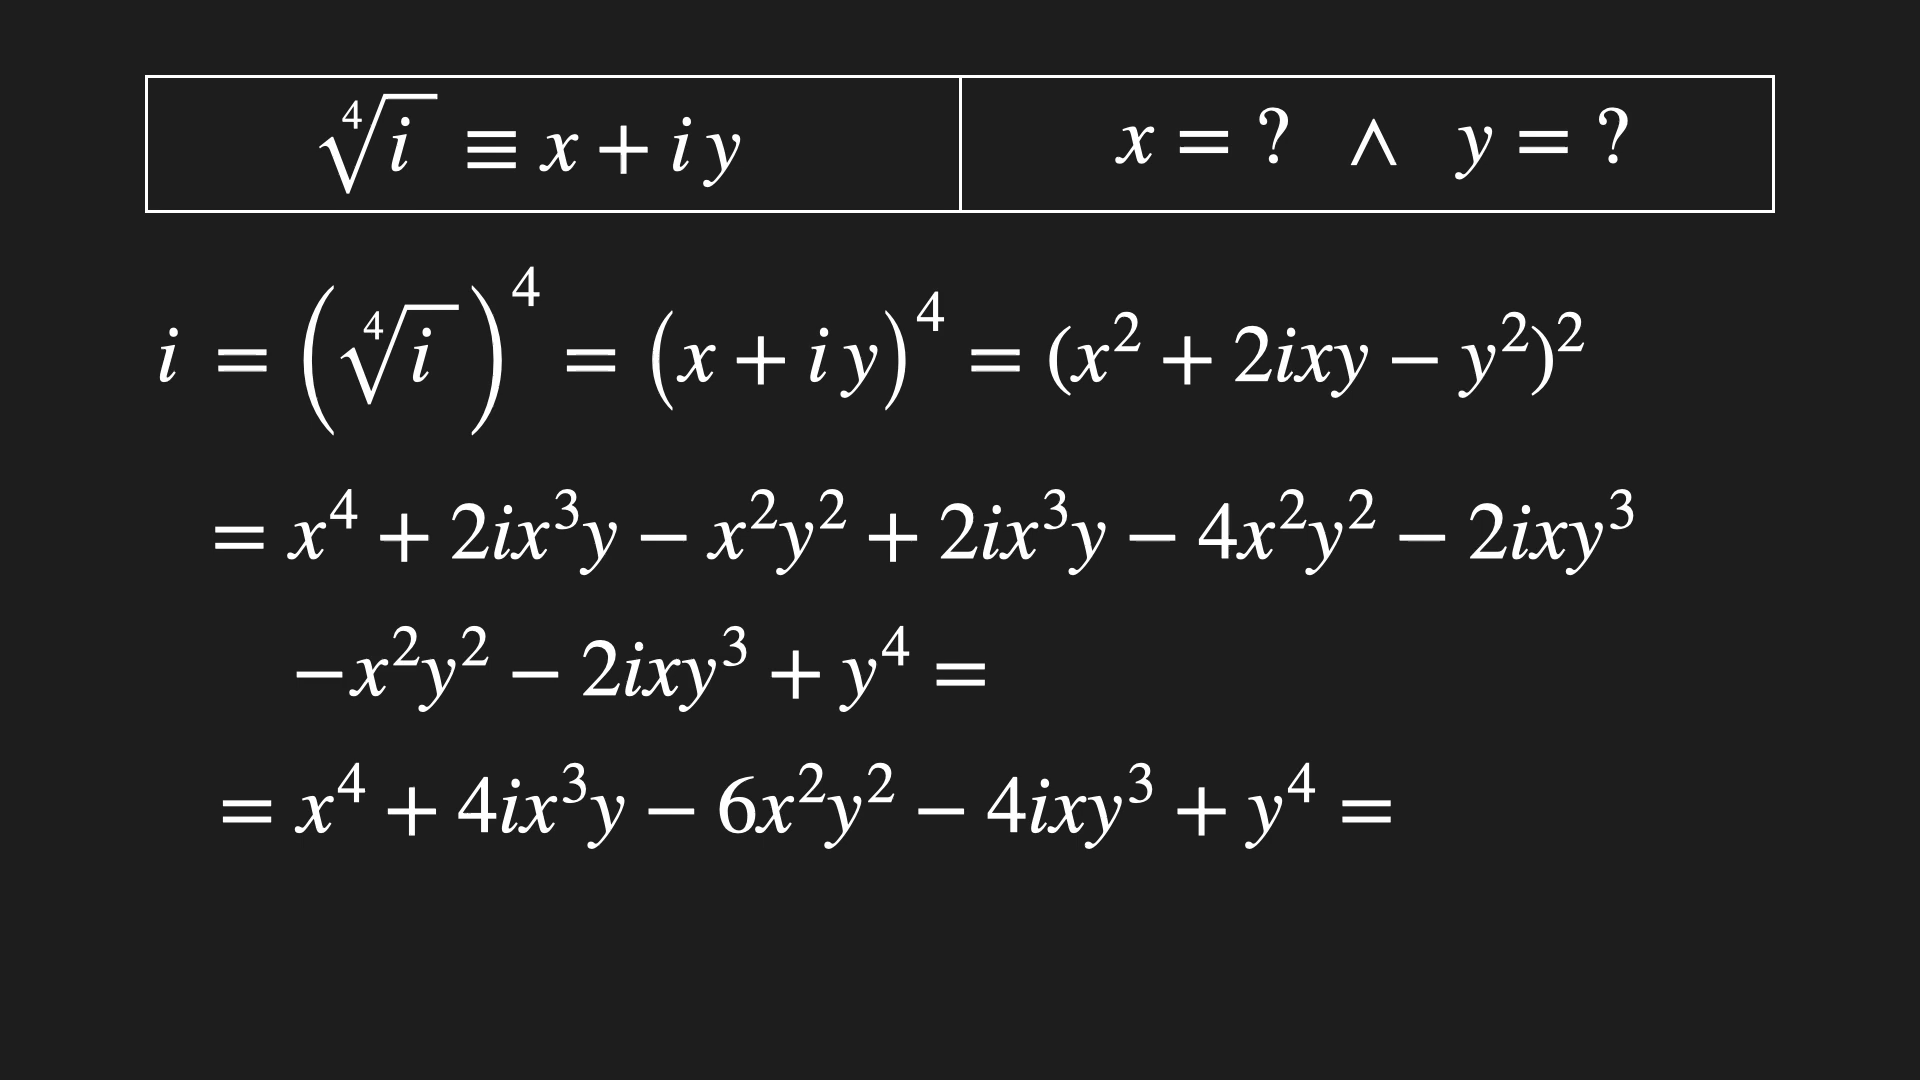 ∜i ≡ x + i y   x = ? ∧ y = ?
i = (∜i)⁴ = (x + i y)⁴ = (x² + 2ixy − y²)²
= x⁴ + 2ix³y − x²y² + 2ix³y − 4x²y² − 2ixy³
−x²y² − 2ixy³ + y⁴ =
= x⁴ + 4ix³y − 6x²y² − 4ixy³ + y⁴ =